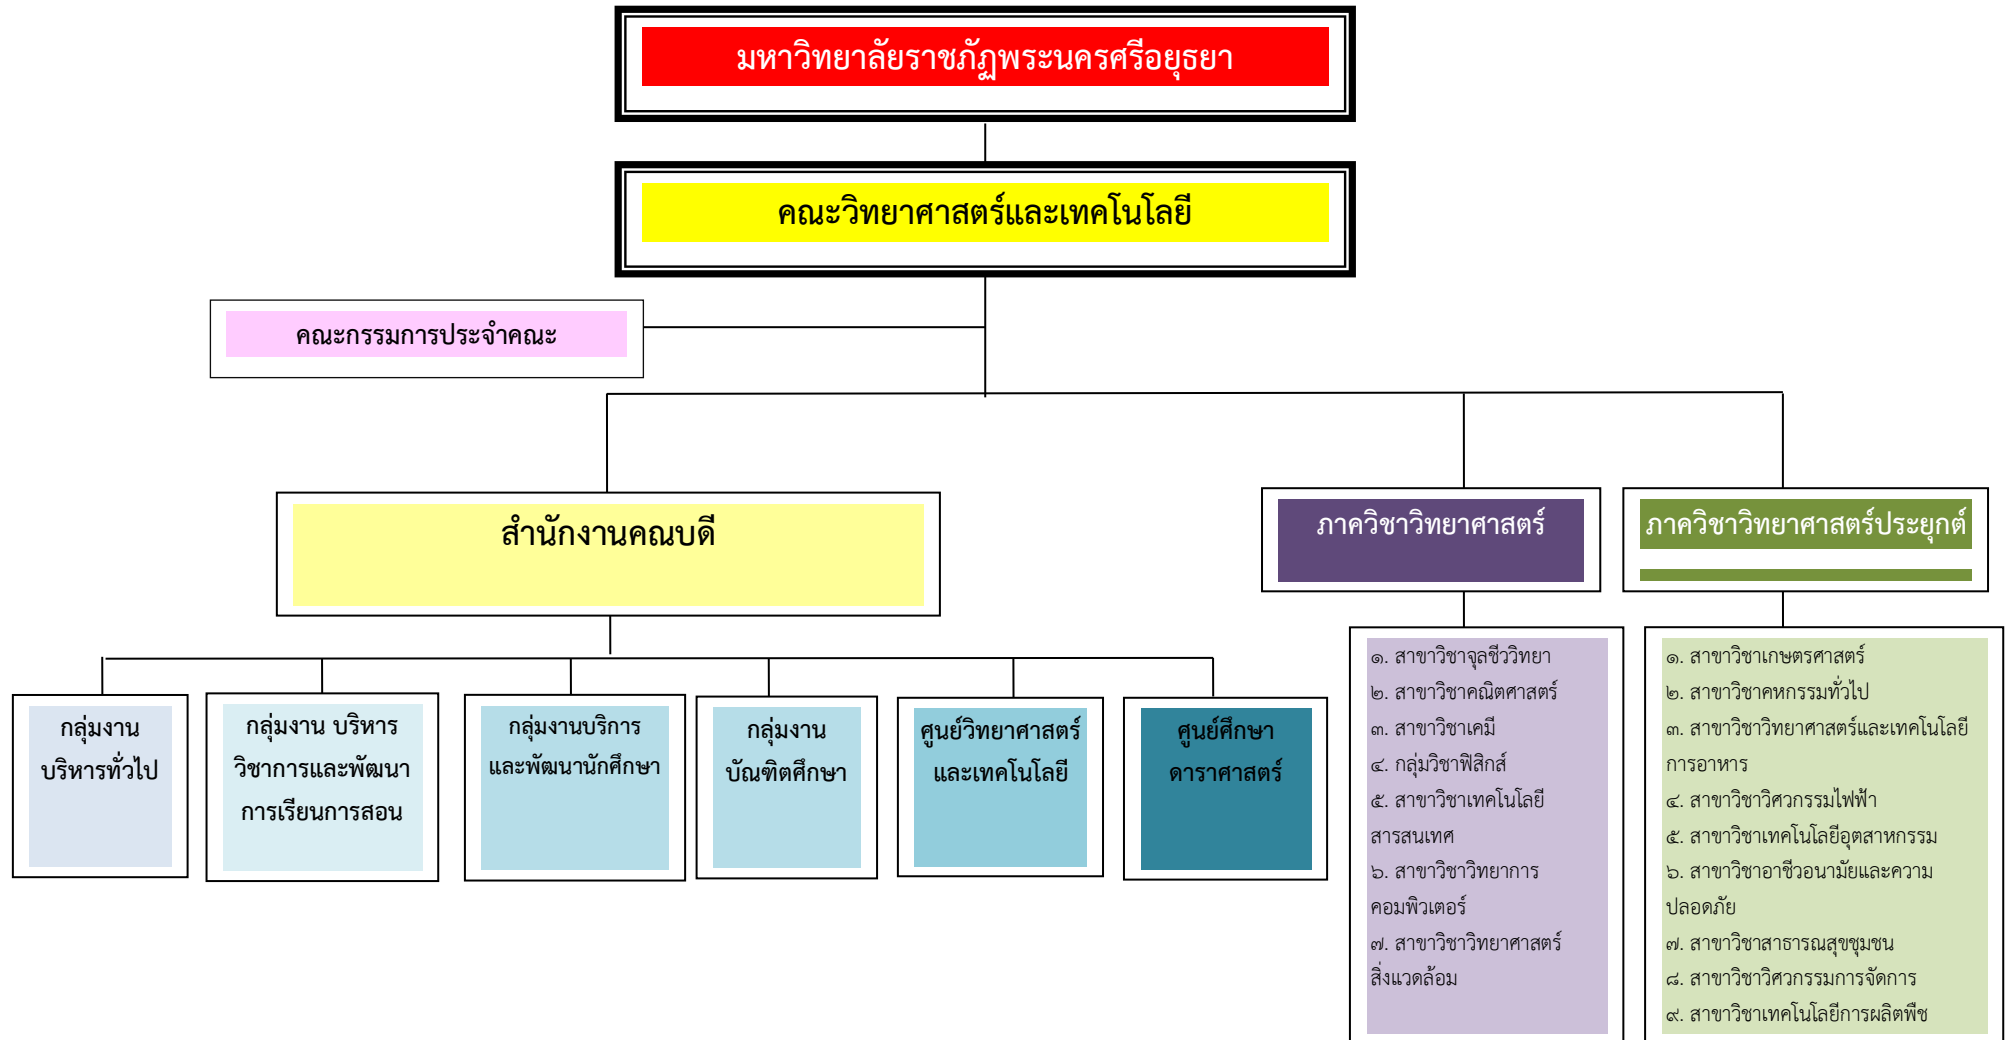 มหาวิทยาลัยราชภัฏพระนครศรีอยุธยา
คณะวิทยาศาสตร์และเทคโนโลยี
คณะกรรมการประจำคณะ
สำนักงานคณบดี
ภาควิชาวิทยาศาสตร์
ภาควิชาวิทยาศาสตร์ประยุกต์
กลุ่มงาน
บริหารทั่วไป
กลุ่มงาน บริหาร
วิชาการและพัฒนา
การเรียนการสอน
กลุ่มงานบริการ
และพัฒนานักศึกษา
กลุ่มงาน
บัณฑิตศึกษา
ศูนย์วิทยาศาสตร์
และเทคโนโลยี
ศูนย์ศึกษา
ดาราศาสตร์
๑. สาขาวิชาจุลชีววิทยา
๒. สาขาวิชาคณิตศาสตร์
๓. สาขาวิชาเคมี
๔. กลุ่มวิชาฟิสิกส์
๕. สาขาวิชาเทคโนโลยี
สารสนเทศ
๖. สาขาวิชาวิทยาการ
คอมพิวเตอร์
๗. สาขาวิชาวิทยาศาสตร์
สิ่งแวดล้อม
๑. สาขาวิชาเกษตรศาสตร์
๒. สาขาวิชาคหกรรมทั่วไป
๓. สาขาวิชาวิทยาศาสตร์และเทคโนโลยี
การอาหาร
๔. สาขาวิชาวิศวกรรมไฟฟ้า
๕. สาขาวิชาเทคโนโลยีอุตสาหกรรม
๖. สาขาวิชาอาชีวอนามัยและความ
ปลอดภัย
๗. สาขาวิชาสาธารณสุขชุมชน
๘. สาขาวิชาวิศวกรรมการจัดการ
๙. สาขาวิชาเทคโนโลยีการผลิตพืช